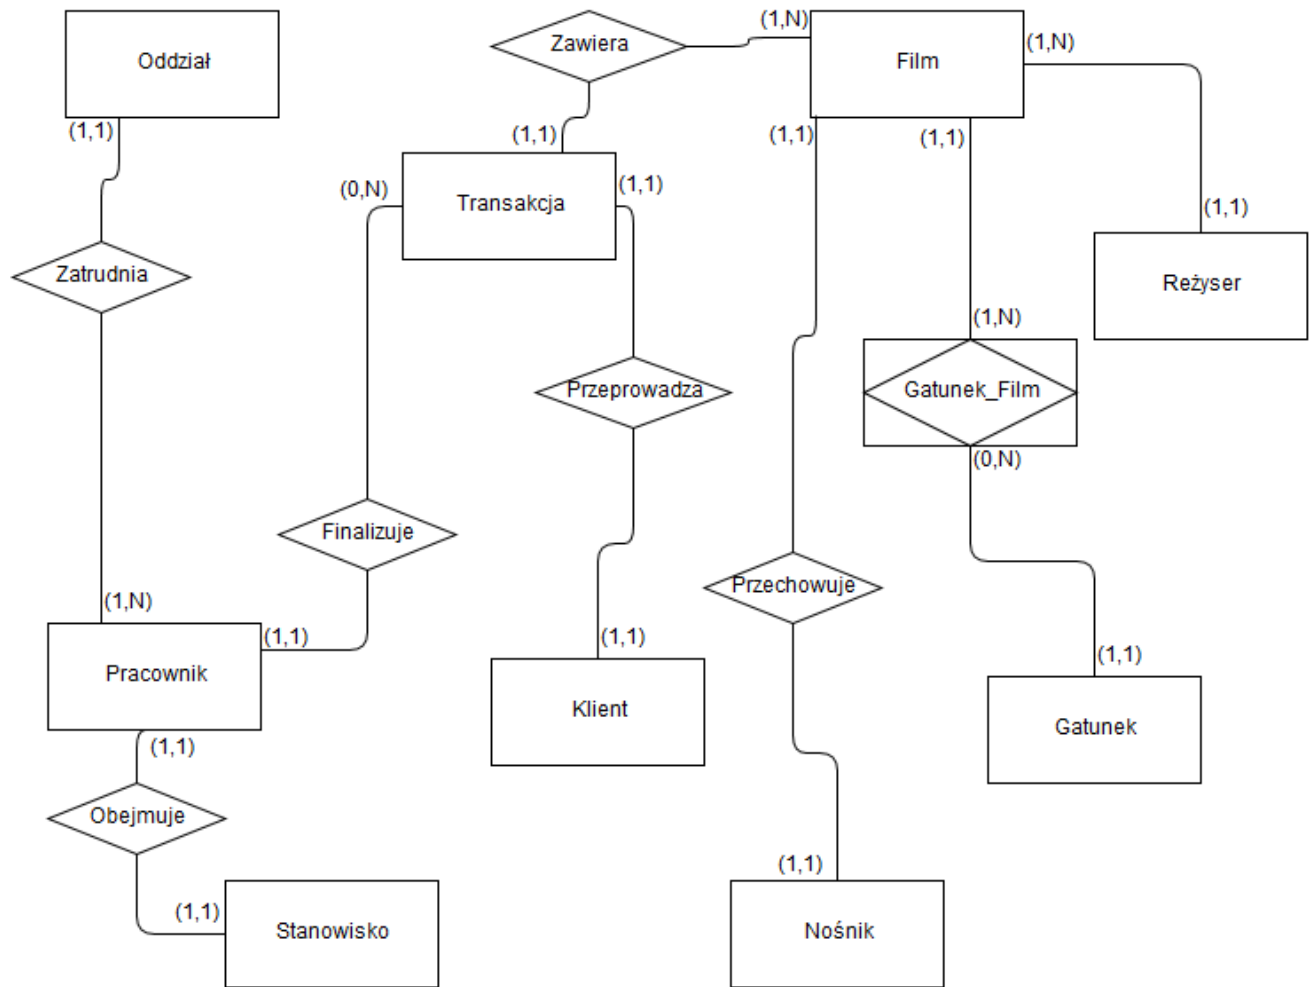 Oddział
Zawiera
(1,N)
Film
(1,N)
(1,1)
(1,1)
(1,1)
(1,1)
(0,N)
Transakcja
(1,1)
(1,1)
Zatrudnia
Reżyser
(1,N)
Przeprowadza
Gatunek_Film
(0,N)
Finalizuje
Przechowuje
(1,N)
(1,1)
(1,1)
(1,1)
Pracownik
Klient
Gatunek
(1,1)
Obejmuje
(1,1)
(1,1)
Stanowisko
Nośnik